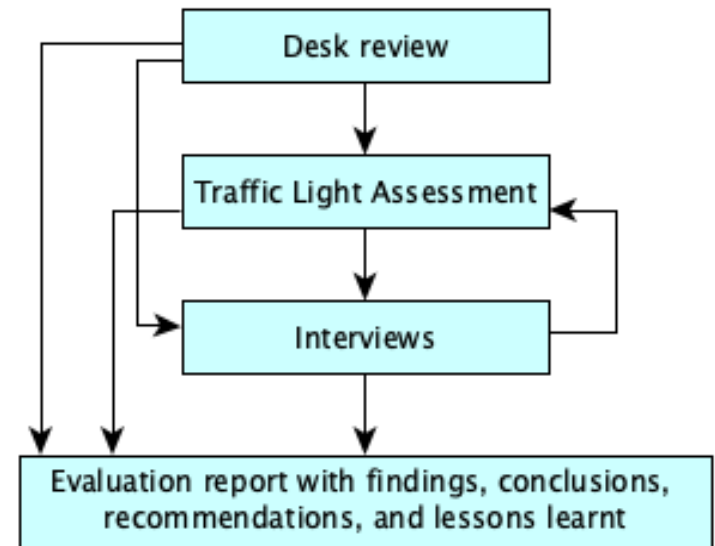 Desk review
Traffic Light Assessment
Interviews
Evaluation report with findings, conclusions,
recommendations, and lessons learnt